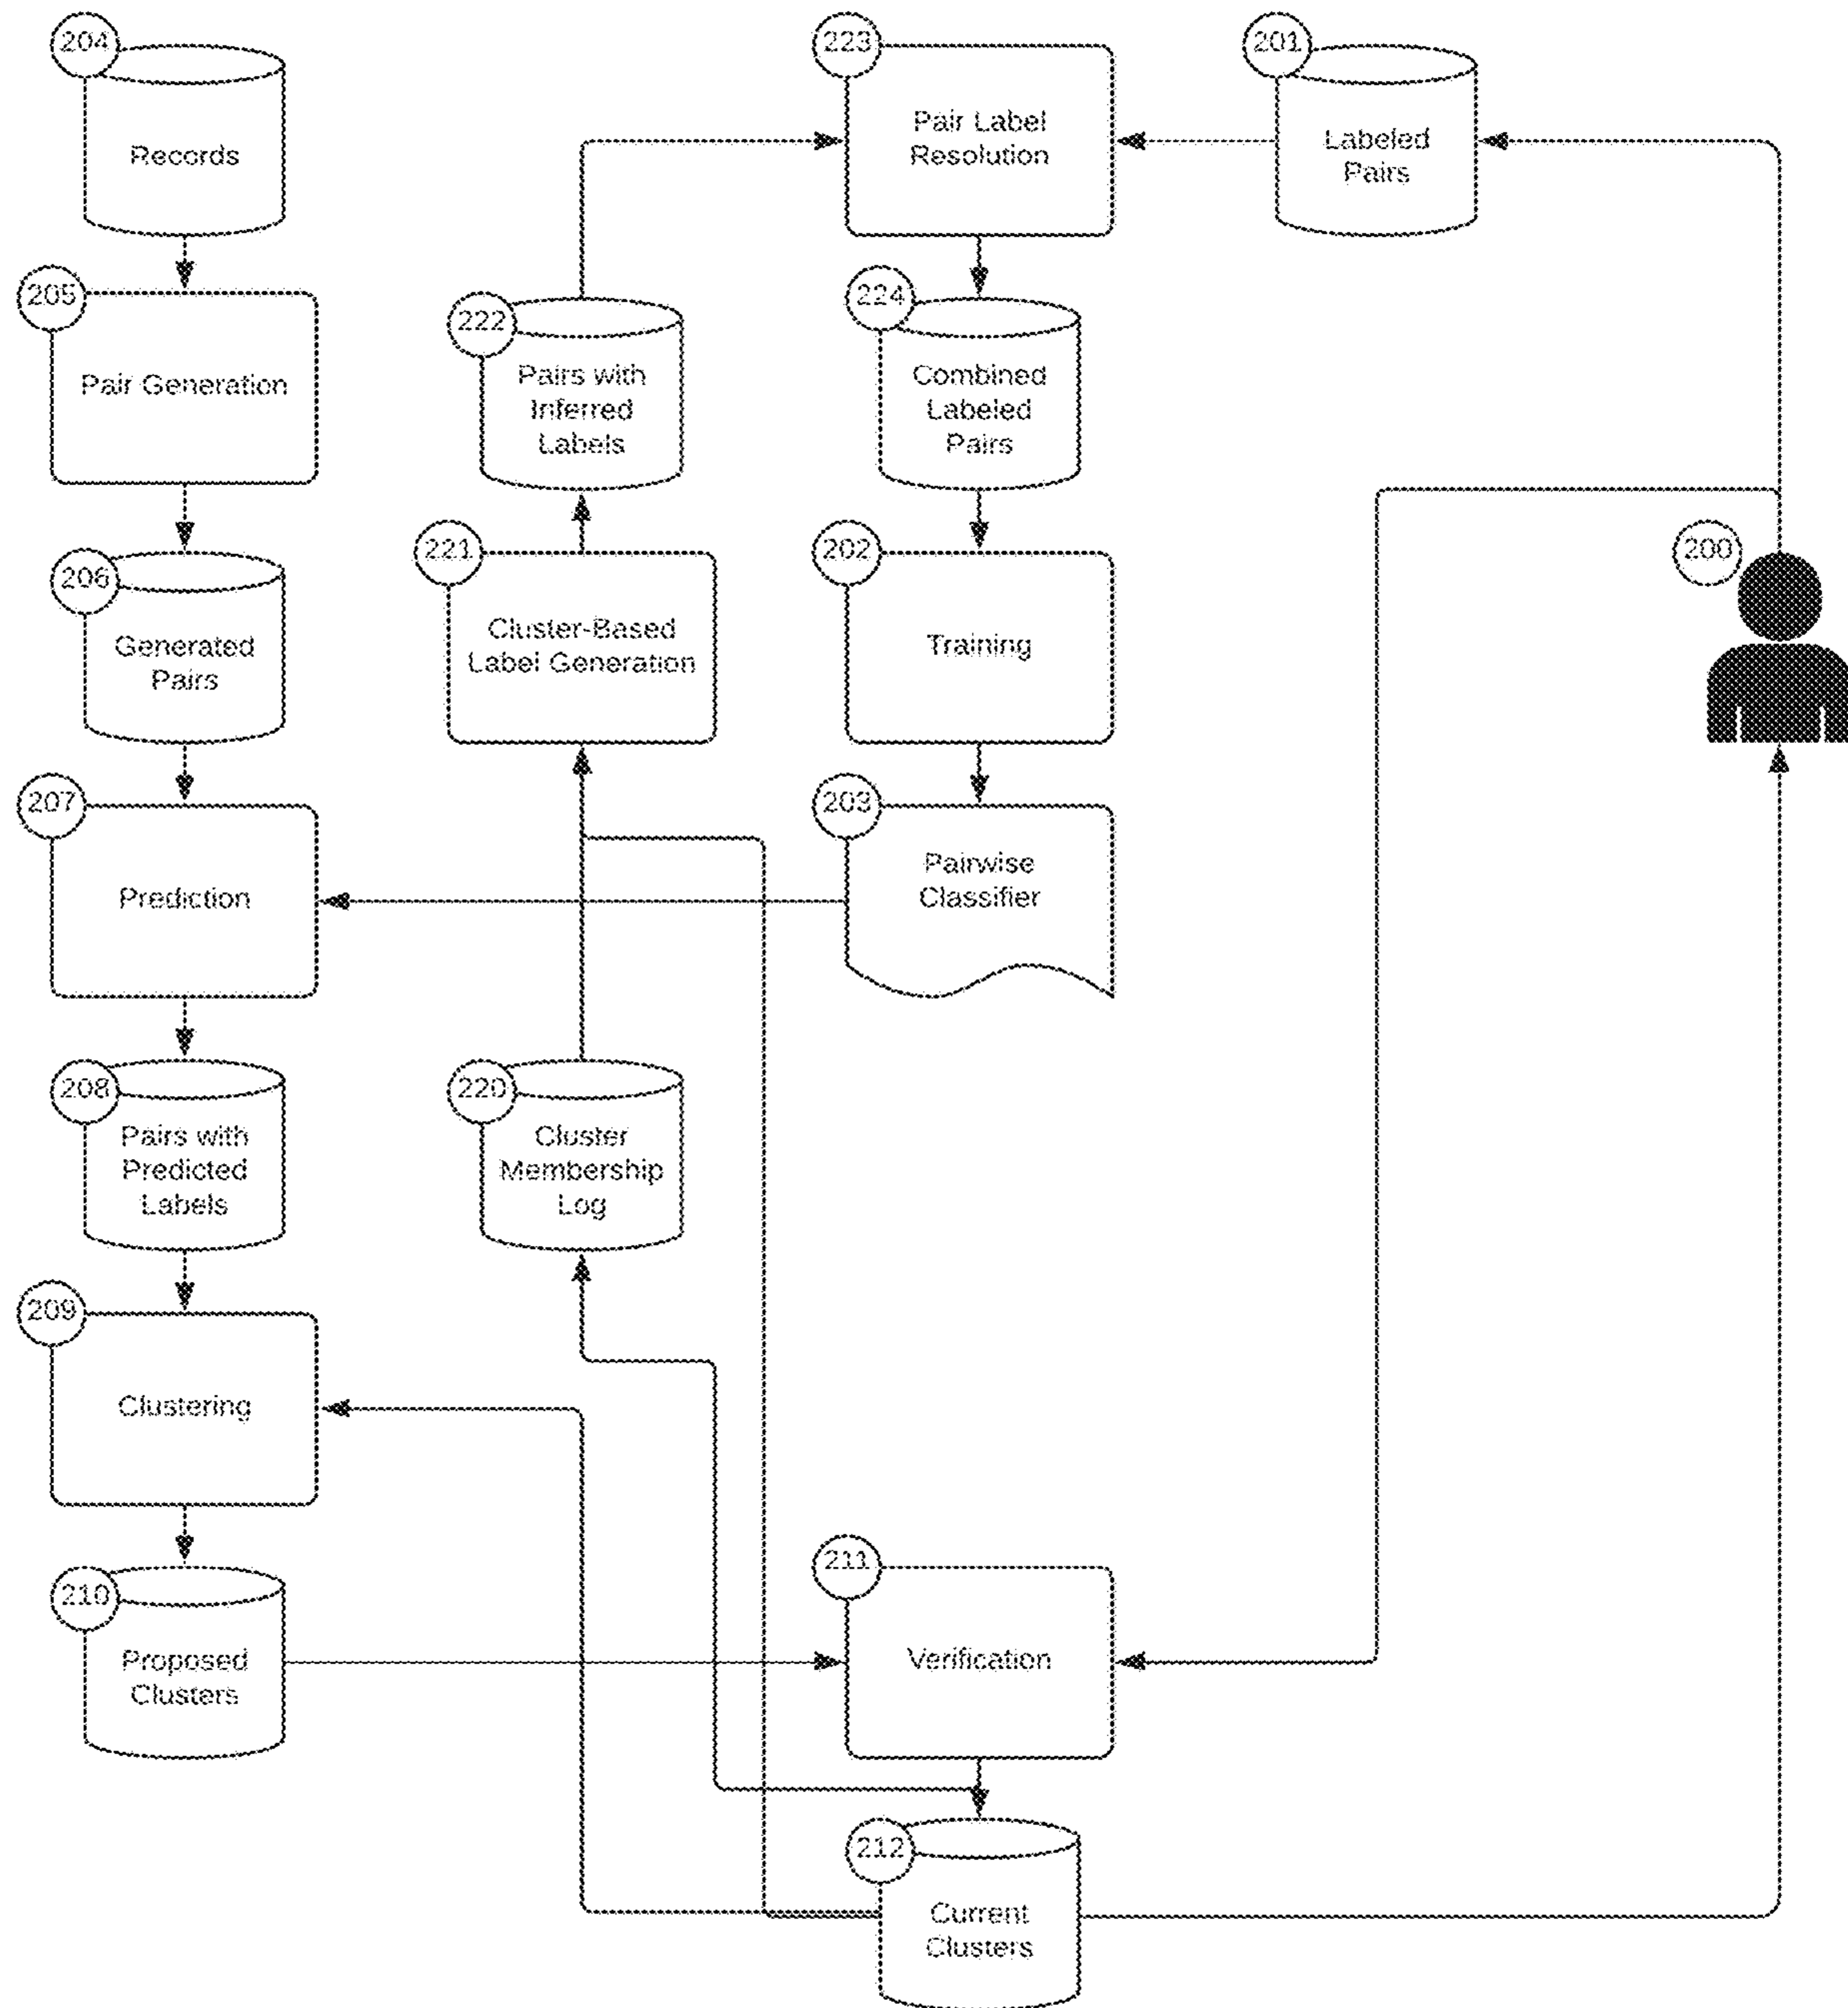 204
Records
223
Pair Label
Resolution
201
Labeled
Pairs
205
Pair Generation
222
Pairs with
Inferred
Labels
224
Combined
Labeled
Pairs
206
Generated
Pairs
221
Cluster-Based
Label Generation
202
Training
200
207
Prediction
203
Pairwise
Classifier
208
Pairs with
Predicted
Labels
220
Cluster
Membership
Log
209
Clustering
210
Proposed
Clusters
211
Verification
212
Current
Clusters